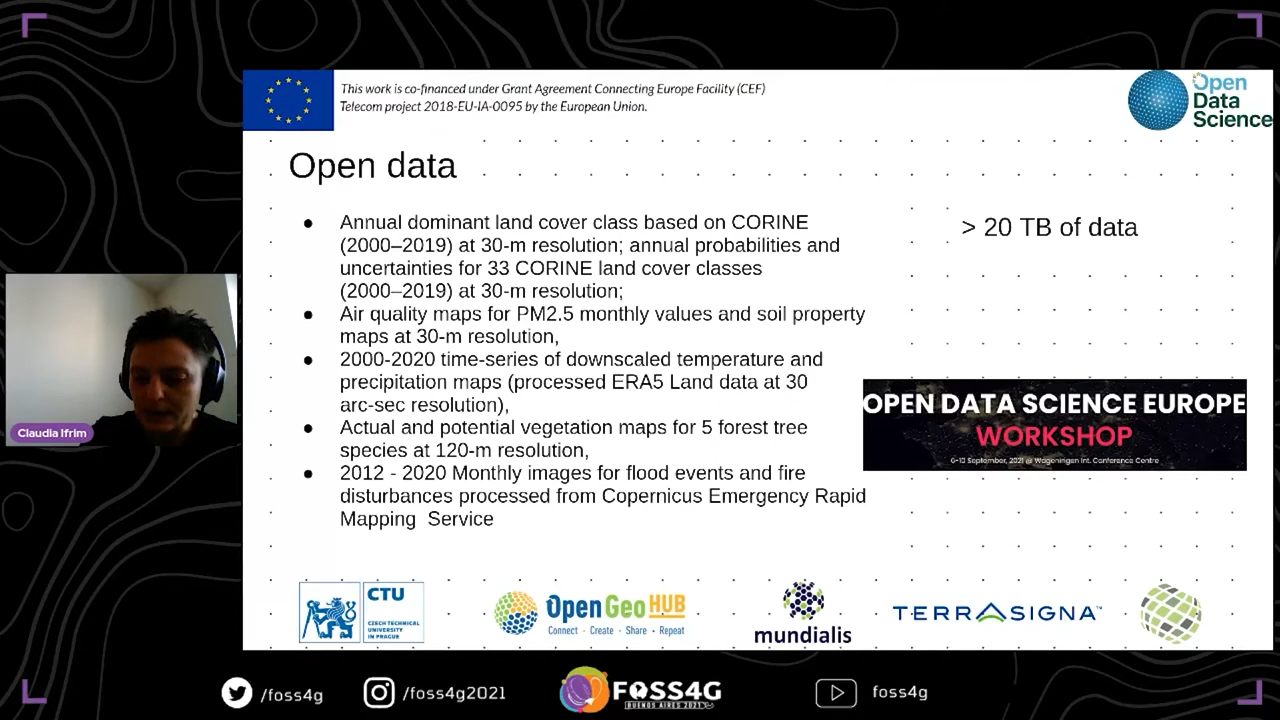 This work is co-financed under Grant Agreement Connecting Europe Facility (CEF)
Telecom project 2018-EU-IA-0095 by the European Union.
Open
Data
Science
Open data
● Annual dominant land cover class based on CORINE
(2000–2019) at 30-m resolution; annual probabilities and
uncertainties for 33 CORINE land cover classes
(2000–2019) at 30-m resolution;
● Air quality maps for PM2.5 monthly values and soil property
maps at 30-m resolution,
● 2000-2020 time-series of downscaled temperature and
precipitation maps (processed ERA5 Land data at 30
arc-sec resolution),
● Actual and potential vegetation maps for 5 forest tree
species at 120-m resolution,
● 2012 - 2020 Monthly images for flood events and fire
disturbances processed from Copernicus Emergency Rapid
Mapping Service
> 20 TB of data
OPEN DATA SCIENCE EUROPE
WORKSHOP
6-10 September, 2021 @ Wageningen Int. Conference Centre
Claudia Ifrim
CTU
CZECH TECHNICAL
UNIVERSITY
IN PRAGUE
OpenGeoHUB
Connect · Create · Share · Repeat
mundialis
TERRASIGNA™
/foss4g
/foss4g2021
FOSS4G
BUENOS AIRES 2021
foss4g